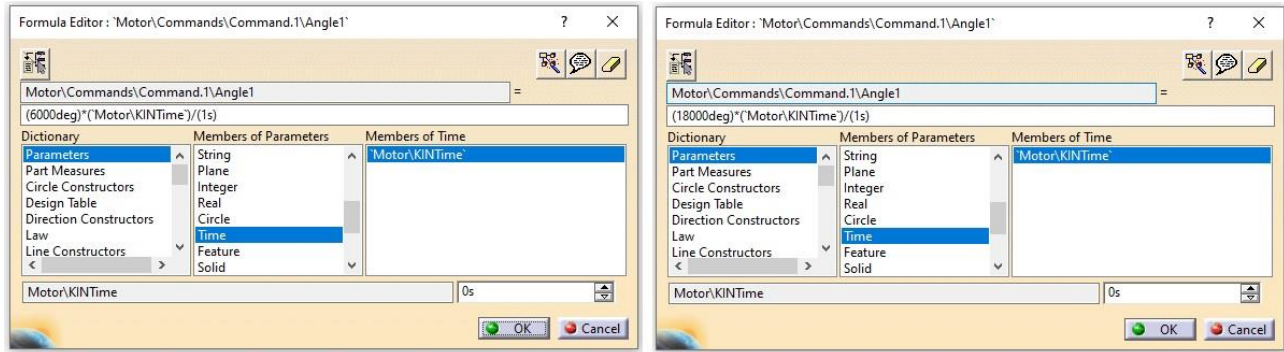 Formula Editor : `Motor\Commands\Command.1\Angle1`
? ×
Motor\Commands\Command.1\Angle1 =
(6000deg)*(`Motor\KINTime`)/(1s)
Dictionary Members of Parameters Members of Time
Parameters String `Motor\KINTime`
Part Measures Plane
Circle Constructors Integer
Design Table Real
Direction Constructors Circle
Law Time
Line Constructors Feature
Solid
Motor\KINTime 0s
OK Cancel
Formula Editor : `Motor\Commands\Command.1\Angle1`
? ×
Motor\Commands\Command.1\Angle1 =
(18000deg)*(`Motor\KINTime`)/(1s)
Dictionary Members of Parameters Members of Time
Parameters String `Motor\KINTime`
Part Measures Plane
Circle Constructors Integer
Design Table Real
Direction Constructors Circle
Law Time
Line Constructors Feature
Solid
Motor\KINTime 0s
OK Cancel